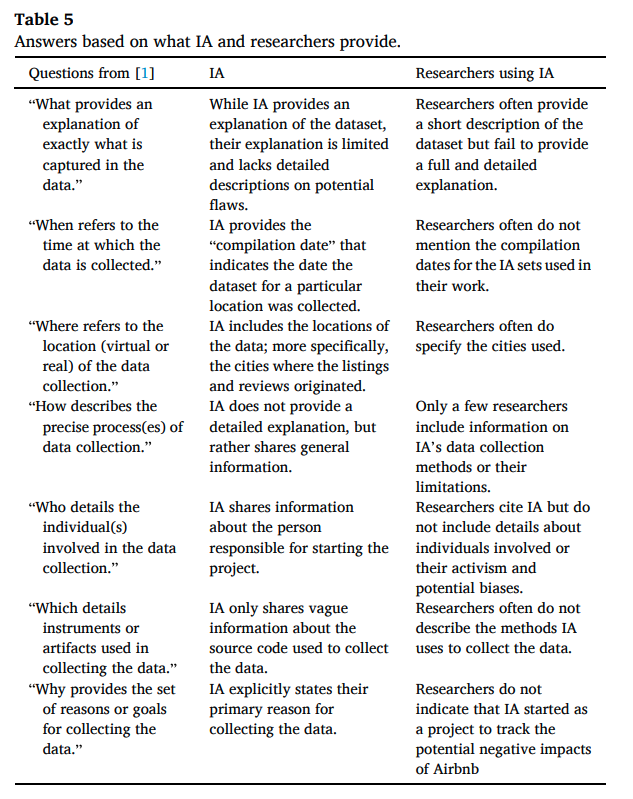 Table 5
Answers based on what IA and researchers provide.
Questions from [1]
IA
Researchers using IA
“What provides an
explanation of
exactly what is
captured in the
data.”
While IA provides an
explanation of the dataset,
their explanation is limited
and lacks detailed
descriptions on potential
flaws.
Researchers often provide
a short description of the
dataset but fail to provide
a full and detailed
explanation.
“When refers to the
time at which the
data is collected.”
IA provides the
“compilation date” that
indicates the date the
dataset for a particular
location was collected.
Researchers often do not
mention the compilation
dates for the IA sets used in
their work.
“Where refers to the
location (virtual or
real) of the data
collection.”
IA includes the locations of
the data; more specifically,
the cities where the listings
and reviews originated.
Researchers often do
specify the cities used.
“How describes the
precise process(es) of
data collection.”
IA does not provide a
detailed explanation, but
rather shares general
information.
Only a few researchers
include information on
IA’s data collection
methods or their
limitations.
“Who details the
individual(s)
involved in the data
collection.”
IA shares information
about the person
responsible for starting the
project.
Researchers cite IA but do
not include details about
individuals involved or
their activism and
potential biases.
“Which details
instruments or
artifacts used in
collecting the data.”
IA only shares vague
information about the
source code used to collect
the data.
Researchers often do not
describe the methods IA
uses to collect the data.
“Why provides the set
of reasons or goals
for collecting the
data.”
IA explicitly states their
primary reason for
collecting the data.
Researchers do not
indicate that IA started as
a project to track the
potential negative impacts
of Airbnb